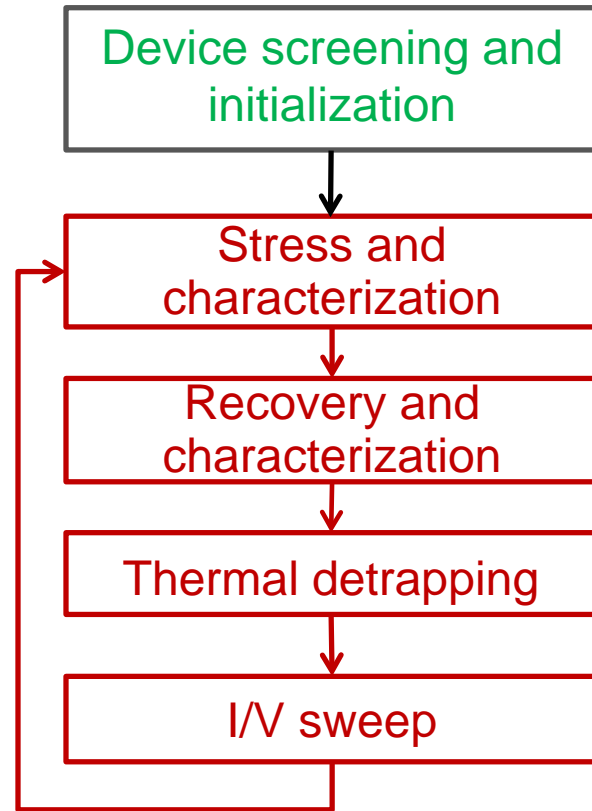 Device screening and
initialization
Stress and
characterization
Recovery and
characterization
Thermal detrapping
I/V sweep